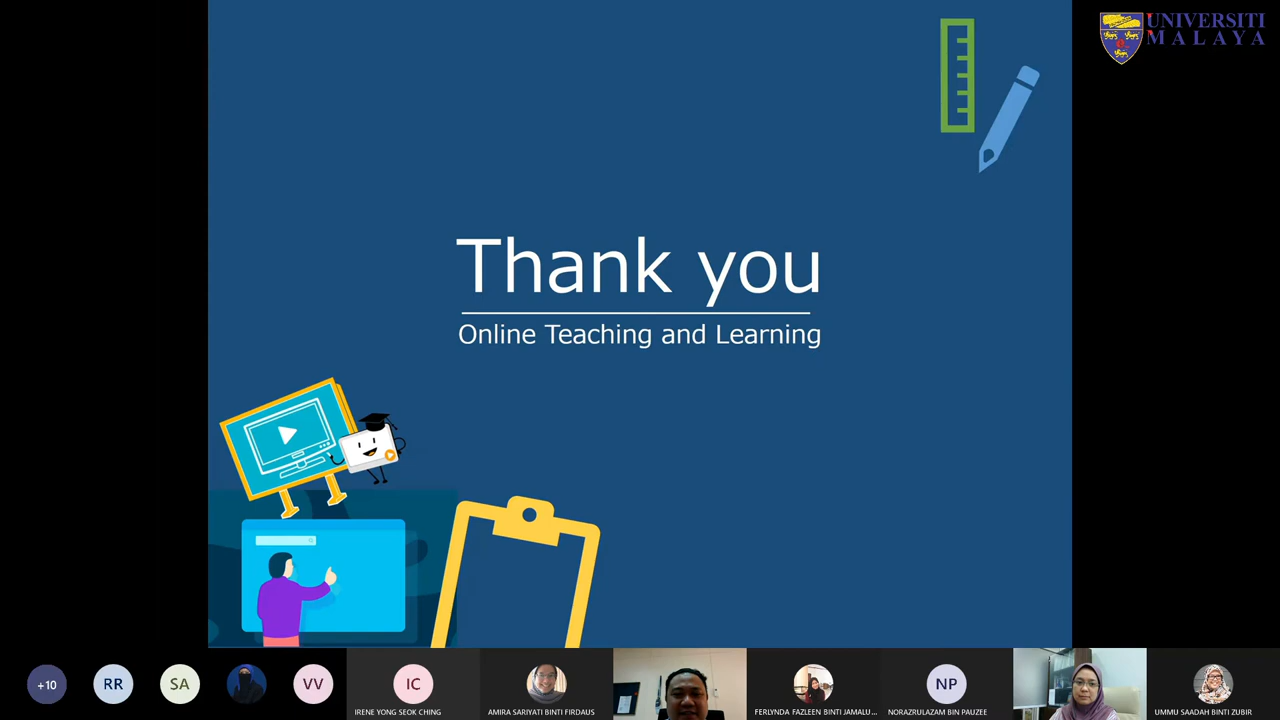 UNIVERSITI
MALAYA
Thank you
Online Teaching and Learning
+10
RR
SA
VV
IC
NP
IRENE YONG SEOK CHING
AMIRA SARIYATI BINTI FIRDAUS
FERLYNDA FAZLEEN BINTI JAMALU...
NORAZRULAZAM BIN PAUZEE
UMMU SAADAH BINTI ZUBIR